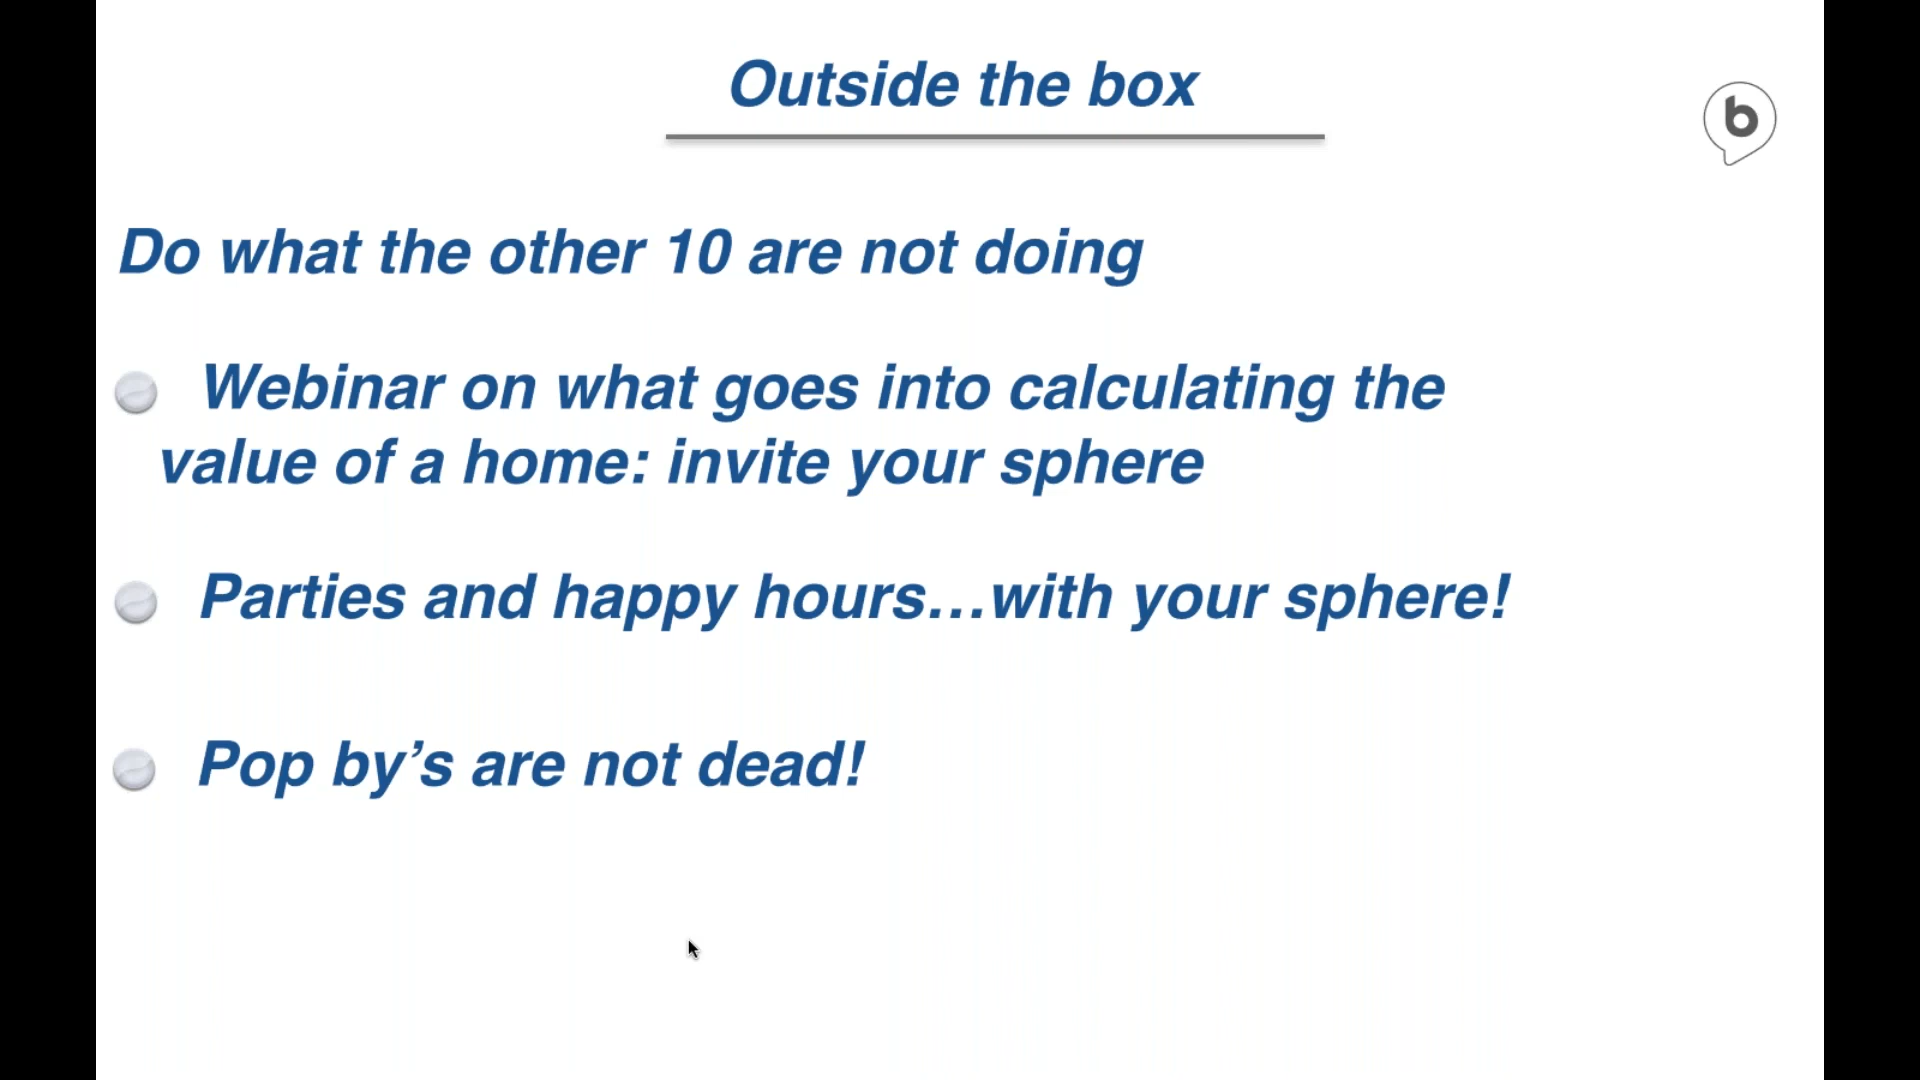 Outside the box
b
Do what the other 10 are not doing
Webinar on what goes into calculating the
value of a home: invite your sphere
Parties and happy hours…with your sphere!
Pop by’s are not dead!